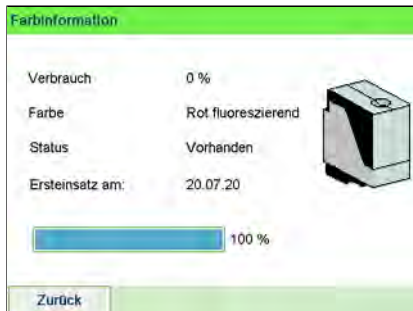 Farbinformation
Verbrauch 0 %
Farbe Rot fluoreszierend
Status Vorhanden
Ersteinsatz am: 20.07.20
100 %
Zurück